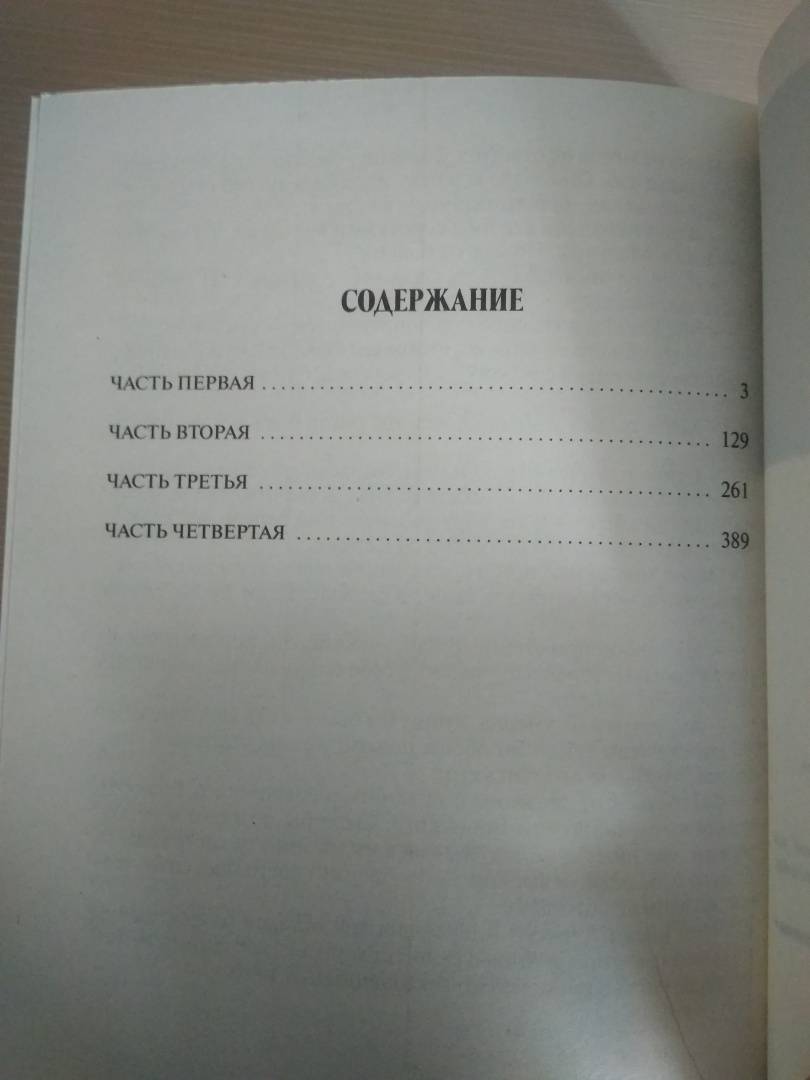 СОДЕРЖАНИЕ
ЧАСТЬ ПЕРВАЯ ........................................................ 3
ЧАСТЬ ВТОРАЯ ...................................................... 129
ЧАСТЬ ТРЕТЬЯ ...................................................... 261
ЧАСТЬ ЧЕТВЕРТАЯ .................................................. 389